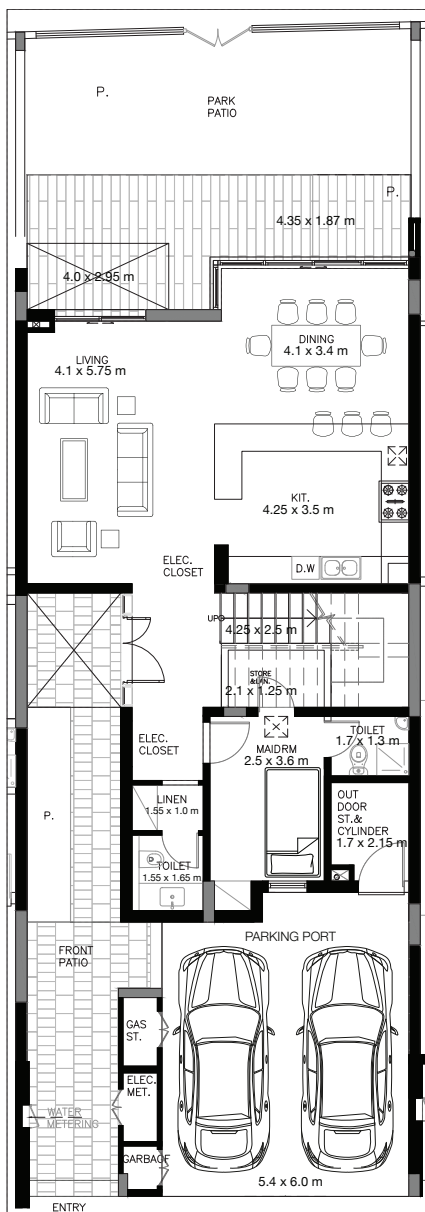 P.
PARK
PATIO
P.
4.35 x 1.87 m
4.0 x 2.95 m
DINING
4.1 x 3.4 m
LIVING
4.1 x 5.75 m
KIT.
4.25 x 3.5 m
ELEC.
CLOSET
D.W
UP
4.25 x 2.5 m
STORE
&LIN.
2.1 x 1.25 m
ELEC.
CLOSET
MAIDRM
2.5 x 3.6 m
TOILET
1.7 x 1.3 m
LINEN
1.55 x 1.0 m
OUT
DOOR
ST.&
CYLINDER
1.7 x 2.15 m
P.
TOILET
1.55 x 1.65 m
PARKING PORT
FRONT
PATIO
GAS
ST.
ELEC.
MET.
WATER
METERING
GARBAGE
5.4 x 6.0 m
ENTRY